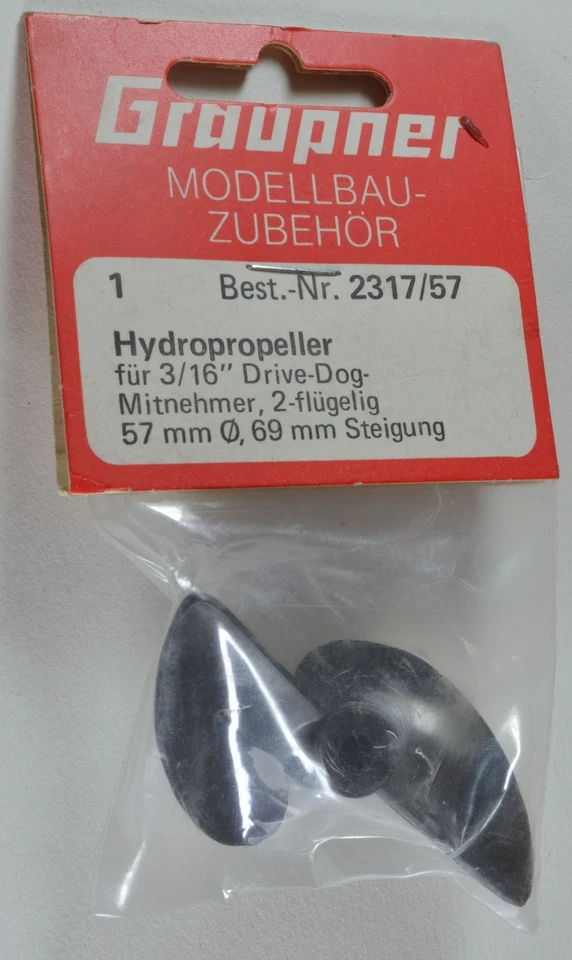 Graupner
MODELLBAU-
ZUBEHÖR
1 Best.-Nr. 2317/57
Hydropropeller
für 3/16" Drive-Dog-
Mitnehmer, 2-flügelig
57 mm Ø, 69 mm Steigung